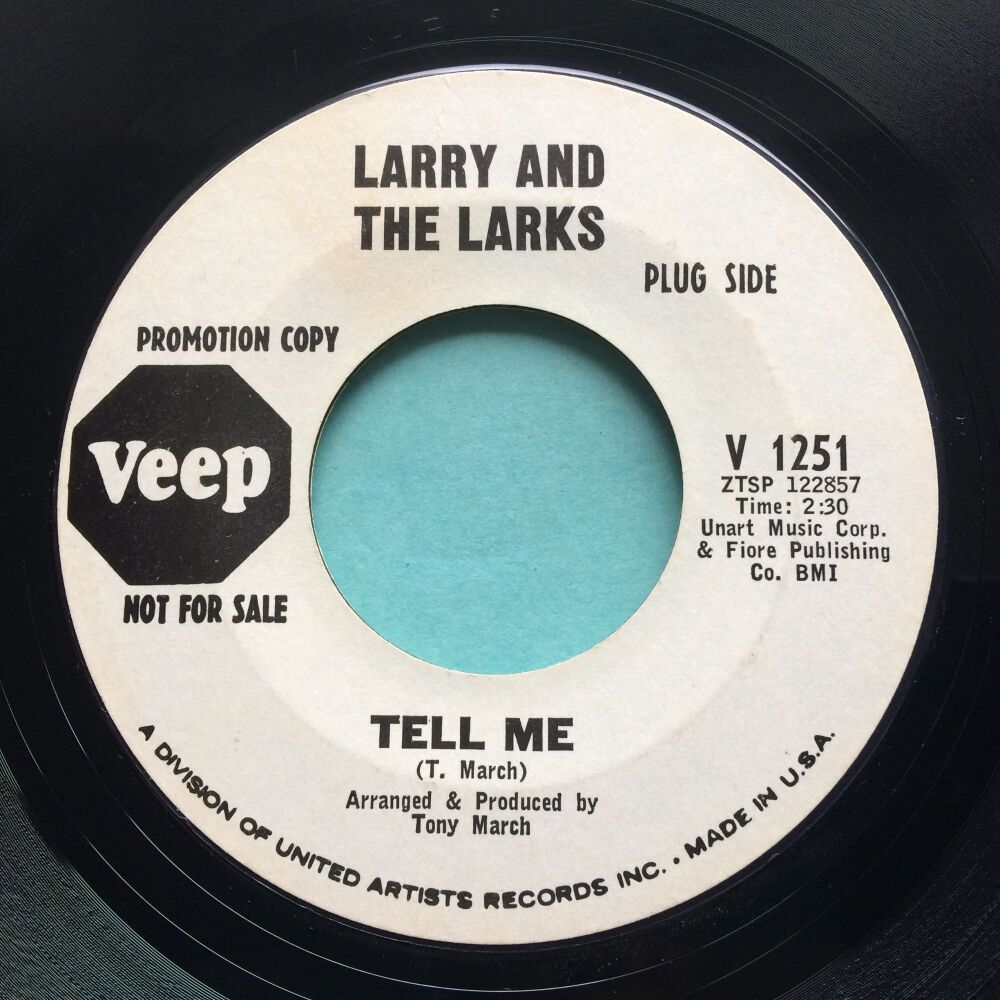 LARRY AND
THE LARKS
PLUG SIDE
PROMOTION COPY
Veep
NOT FOR SALE
V 1251
ZTSP 122857
Time: 2:30
Unart Music Corp.
& Fiore Publishing
Co. BMI
TELL ME
(T. March)
Arranged & Produced by
Tony March
A DIVISION OF UNITED ARTISTS RECORDS INC. • MADE IN U.S.A.